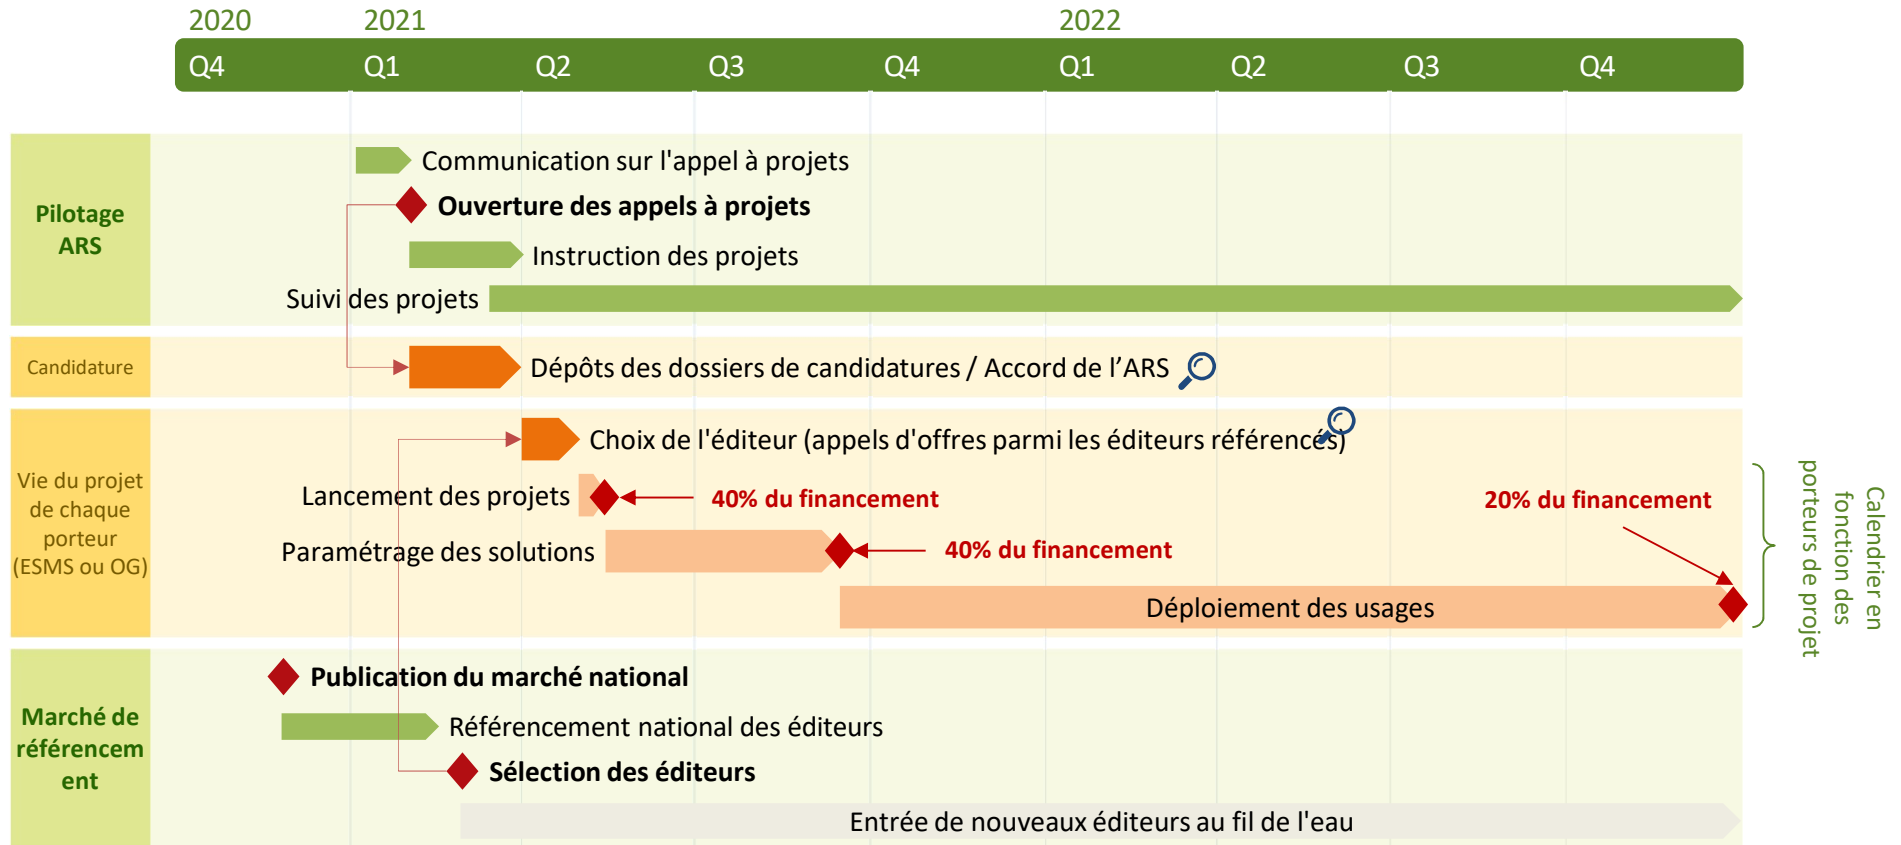 2020 2021 2022
Q4 Q1 Q2 Q3 Q4 Q1 Q2 Q3 Q4
Pilotage
ARS
Communication sur l'appel à projets
Ouverture des appels à projets
Instruction des projets
Suivi des projets
Candidature
Dépôts des dossiers de candidatures / Accord de l’ARS
Vie du projet
de chaque
porteur
(ESMS ou OG)
Choix de l'éditeur (appels d'offres parmi les éditeurs référencés)
Lancement des projets
40% du financement
20% du financement
Paramétrage des solutions
40% du financement
Déploiement des usages
Calendrier en
fonction des
porteurs de projet
Marché de
référencem
ent
Publication du marché national
Référencement national des éditeurs
Sélection des éditeurs
Entrée de nouveaux éditeurs au fil de l'eau